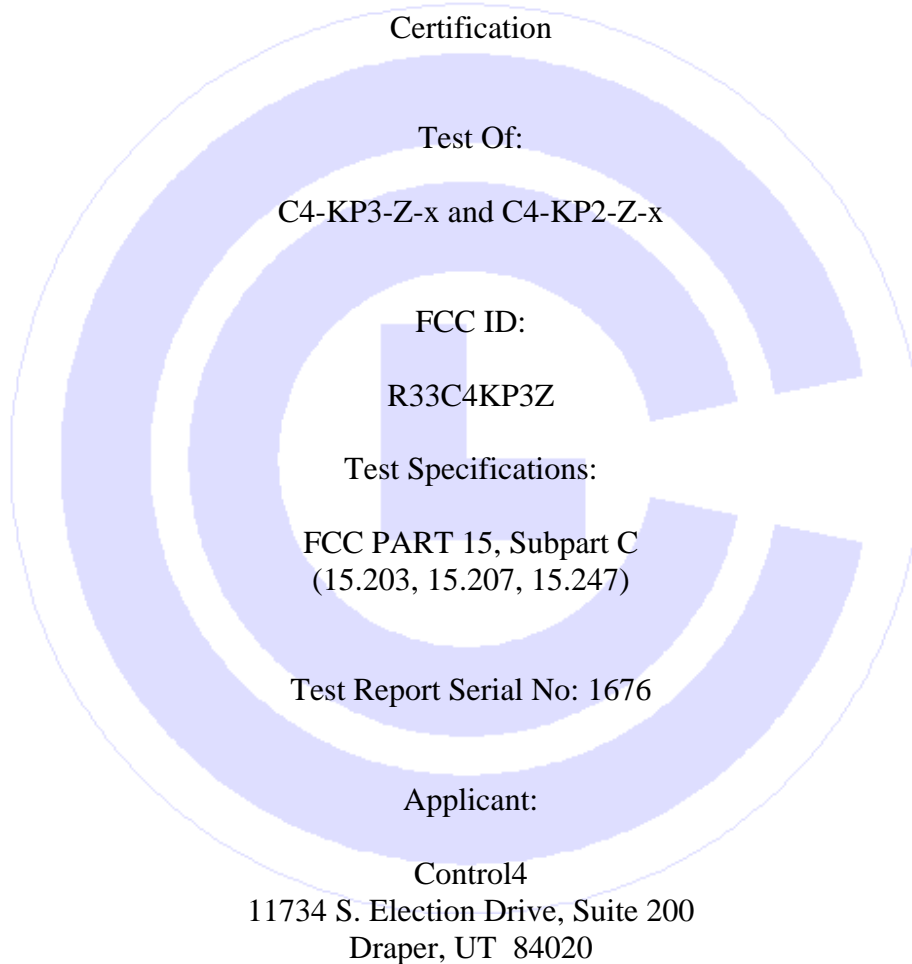 Certification
Test Of:
C4-KP3-Z-x and C4-KP2-Z-x
FCC ID:
R33C4KP3Z
Test Specifications:
FCC PART 15, Subpart C
(15.203, 15.207, 15.247)
Test Report Serial No: 1676
Applicant:
Control4
11734 S. Election Drive, Suite 200
Draper, UT  84020